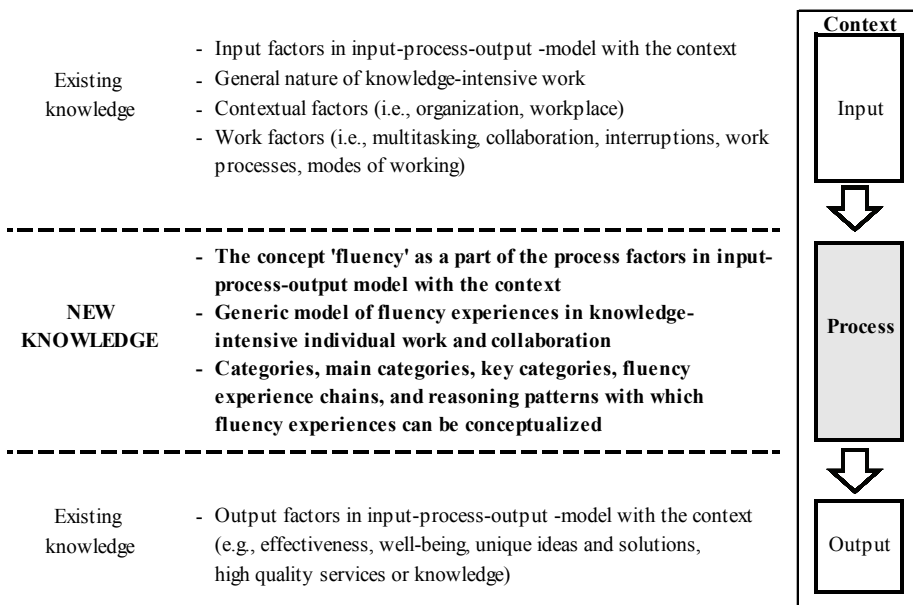 Context
- Input factors in input-process-output -model with the context
- General nature of knowledge-intensive work
- Contextual factors (i.e., organization, workplace)
- Work factors (i.e., multitasking, collaboration, interruptions, work
processes, modes of working)
Existing
knowledge
Input
- The concept 'fluency' as a part of the process factors in input-
process-output model with the context
- Generic model of fluency experiences in knowledge-
intensive individual work and collaboration
- Categories, main categories, key categories, fluency
experience chains, and reasoning patterns with which
fluency experiences can be conceptualized
NEW
KNOWLEDGE
Process
Existing
knowledge
- Output factors in input-process-output -model with the context
(e.g., effectiveness, well-being, unique ideas and solutions,
high quality services or knowledge)
Output